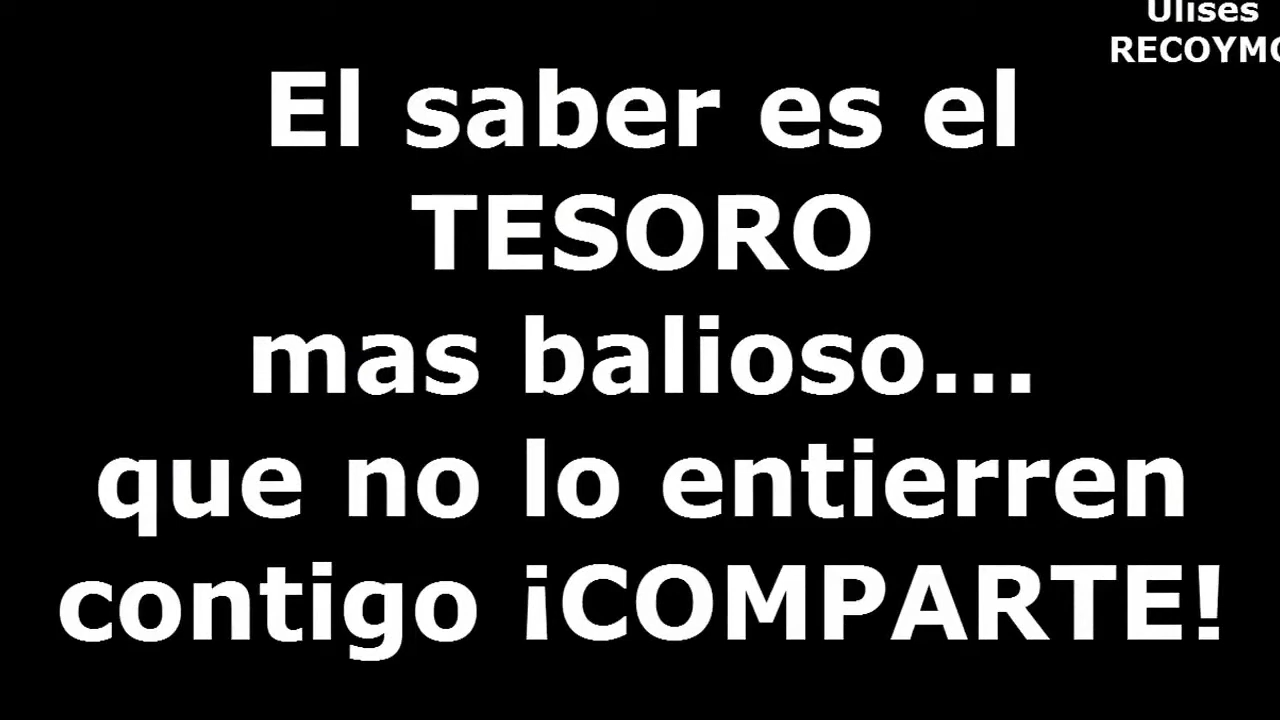 Ulises
El saber es el
TESORO
mas balioso...
que no lo entierren
contigo ¡COMPARTE!